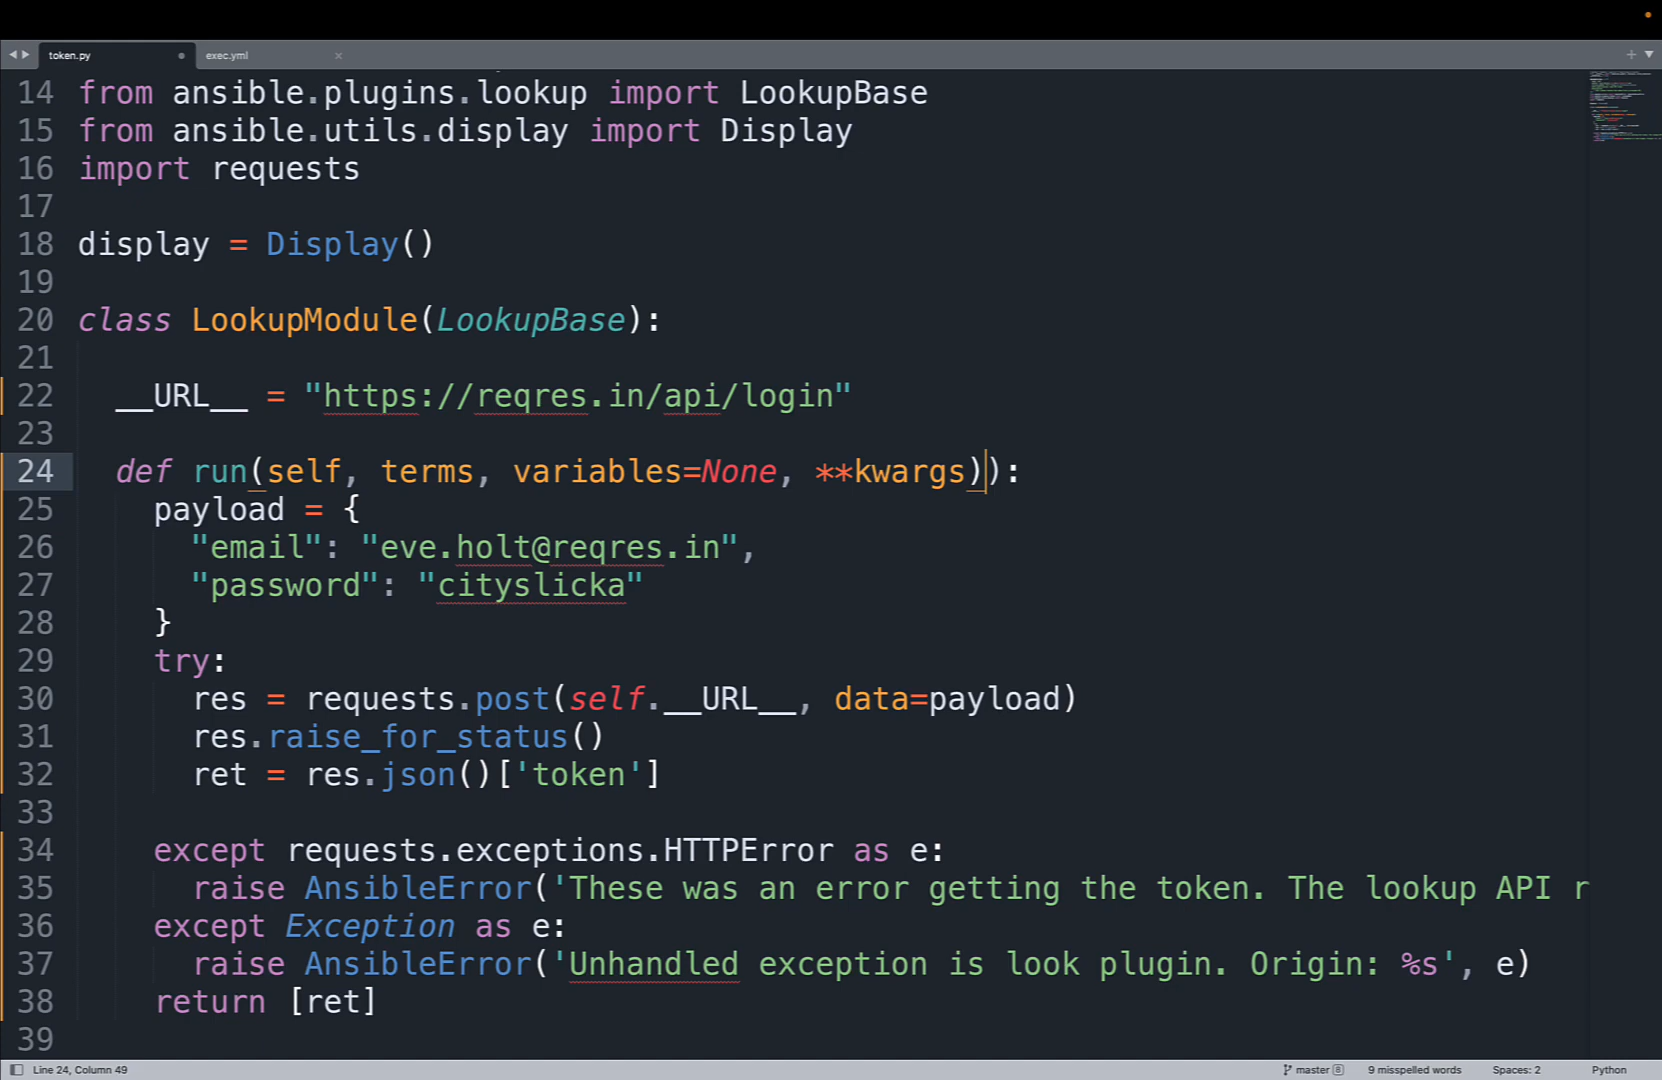 token.py
exec.yml
14 from ansible.plugins.lookup import LookupBase
15 from ansible.utils.display import Display
16 import requests
17
18 display = Display()
19
20 class LookupModule(LookupBase):
21
22   __URL__ = "https://reqres.in/api/login"
23
24   def run(self, terms, variables=None, **kwargs)):
25     payload = {
26       "email": "eve.holt@reqres.in",
27       "password": "cityslicka"
28     }
29     try:
30       res = requests.post(self.__URL__, data=payload)
31       res.raise_for_status()
32       ret = res.json()['token']
33
34     except requests.exceptions.HTTPError as e:
35       raise AnsibleError('These was an error getting the token. The lookup API r
36     except Exception as e:
37       raise AnsibleError('Unhandled exception is look plugin. Origin: %s', e)
38     return [ret]
39
Line 24, Column 49
master 8
9 misspelled words
Spaces: 2
Python